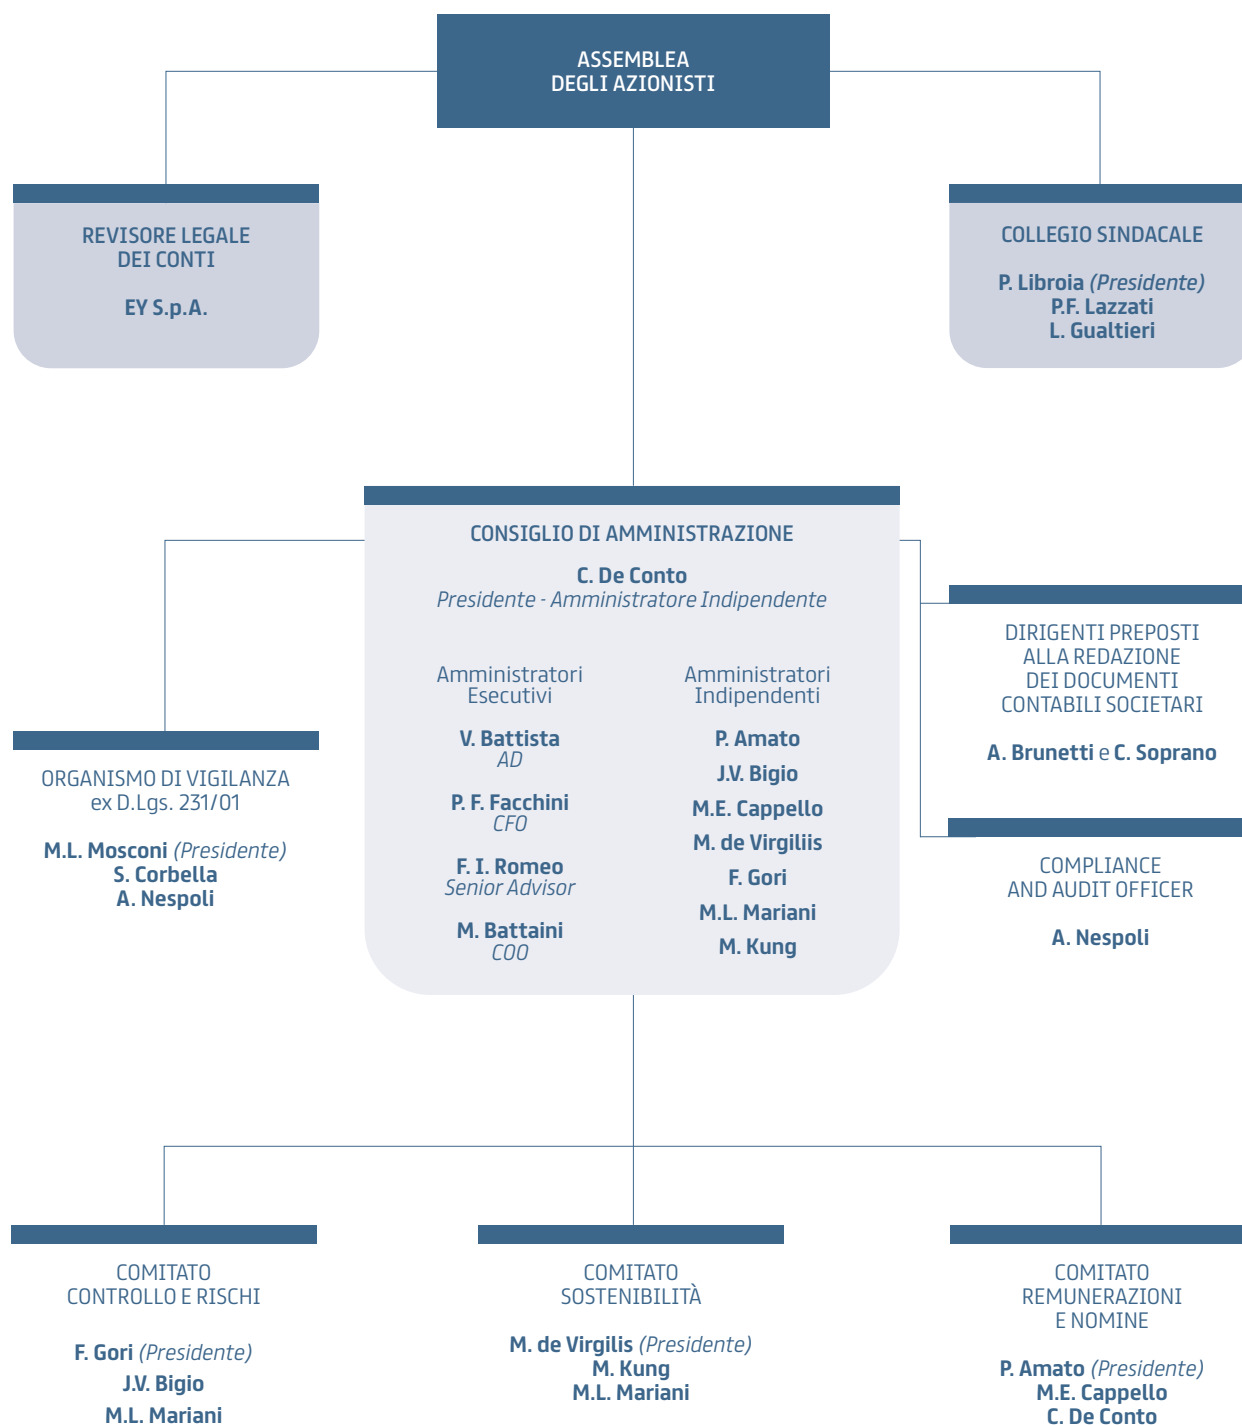 ASSEMBLEA
DEGLI AZIONISTI
REVISORE LEGALE
DEI CONTI
EY S.p.A.
COLLEGIO SINDACALE
P. Libroia (Presidente)
P.F. Lazzati
L. Gualtieri
CONSIGLIO DI AMMINISTRAZIONE
C. De Conto
Presidente - Amministratore Indipendente
Amministratori
Esecutivi
V. Battista
AD
P. F. Facchini
CFO
F. I. Romeo
Senior Advisor
M. Battaini
COO
Amministratori
Indipendenti
P. Amato
J.V. Bigio
M.E. Cappello
M. de Virgiliis
F. Gori
M.L. Mariani
M. Kung
DIRIGENTI PREPOSTI
ALLA REDAZIONE
DEI DOCUMENTI
CONTABILI SOCIETARI
A. Brunetti e C. Soprano
ORGANISMO DI VIGILANZA
ex D.Lgs. 231/01
M.L. Mosconi (Presidente)
S. Corbella
A. Nespoli
COMPLIANCE
AND AUDIT OFFICER
A. Nespoli
COMITATO
CONTROLLO E RISCHI
F. Gori (Presidente)
J.V. Bigio
M.L. Mariani
COMITATO
SOSTENIBILITÀ
M. de Virgilis (Presidente)
M. Kung
M.L. Mariani
COMITATO
REMUNERAZIONI
E NOMINE
P. Amato (Presidente)
M.E. Cappello
C. De Conto